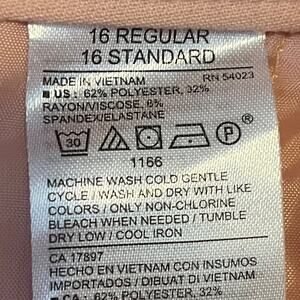 16 REGULAR
16 STANDARD
MADE IN VIETNAM RN 54023
■ US: 62% POLYESTER, 32%
RAYON/VISCOSE, 6%
SPANDEX/ELASTANE
30 P ®
1166
MACHINE WASH COLD GENTLE
CYCLE / WASH AND DRY WITH LIKE
COLORS / ONLY NON-CHLORINE
BLEACH WHEN NEEDED / TUMBLE
DRY LOW / COOL IRON
CA 17897
HECHO EN VIETNAM CON INSUMOS
IMPORTADOS / DIBUAT DI VIETNAM
■ CA: 62% POLYESTER, 32%